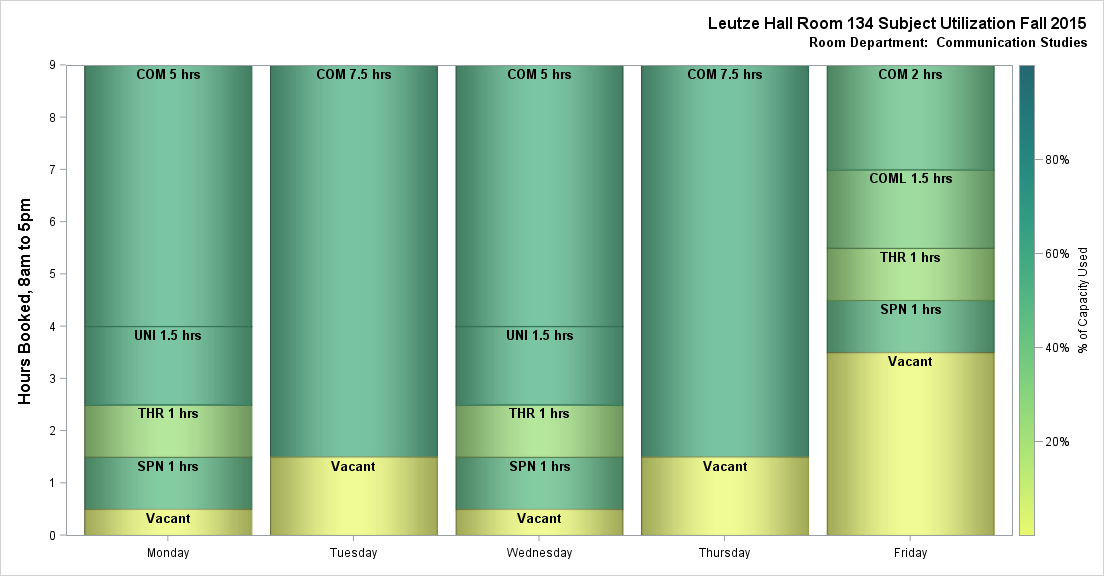 Leutze Hall Room 134 Subject Utilization Fall 2015
Room Department: Communication Studies
Hours Booked, 8am to 5pm
9
8
7
6
5
4
3
2
1
0
COM 5 hrs
UNI 1.5 hrs
THR 1 hrs
SPN 1 hrs
Vacant
Monday
COM 7.5 hrs
Vacant
Tuesday
COM 5 hrs
UNI 1.5 hrs
THR 1 hrs
SPN 1 hrs
Vacant
Wednesday
COM 7.5 hrs
Vacant
Thursday
COM 2 hrs
COML 1.5 hrs
THR 1 hrs
SPN 1 hrs
Vacant
Friday
80%
60%
40%
20%
% of Capacity Used